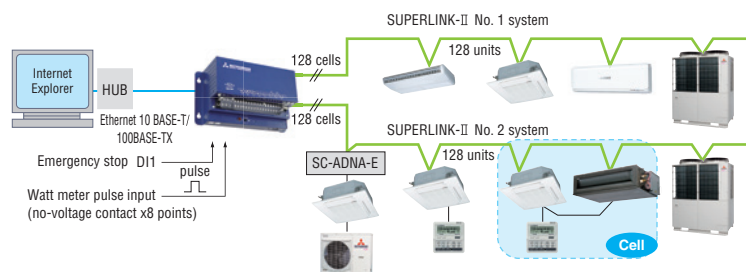 SUPERLINK-II No. 1 system
128 cells
128 units
Internet
Explorer
HUB
Ethernet 10 BASE-T/
100BASE-TX
128 cells
SUPERLINK-II No. 2 system
Emergency stop DI1
pulse
SC-ADNA-E
128 units
Watt meter pulse input
(no-voltage contact x8 points)
Cell